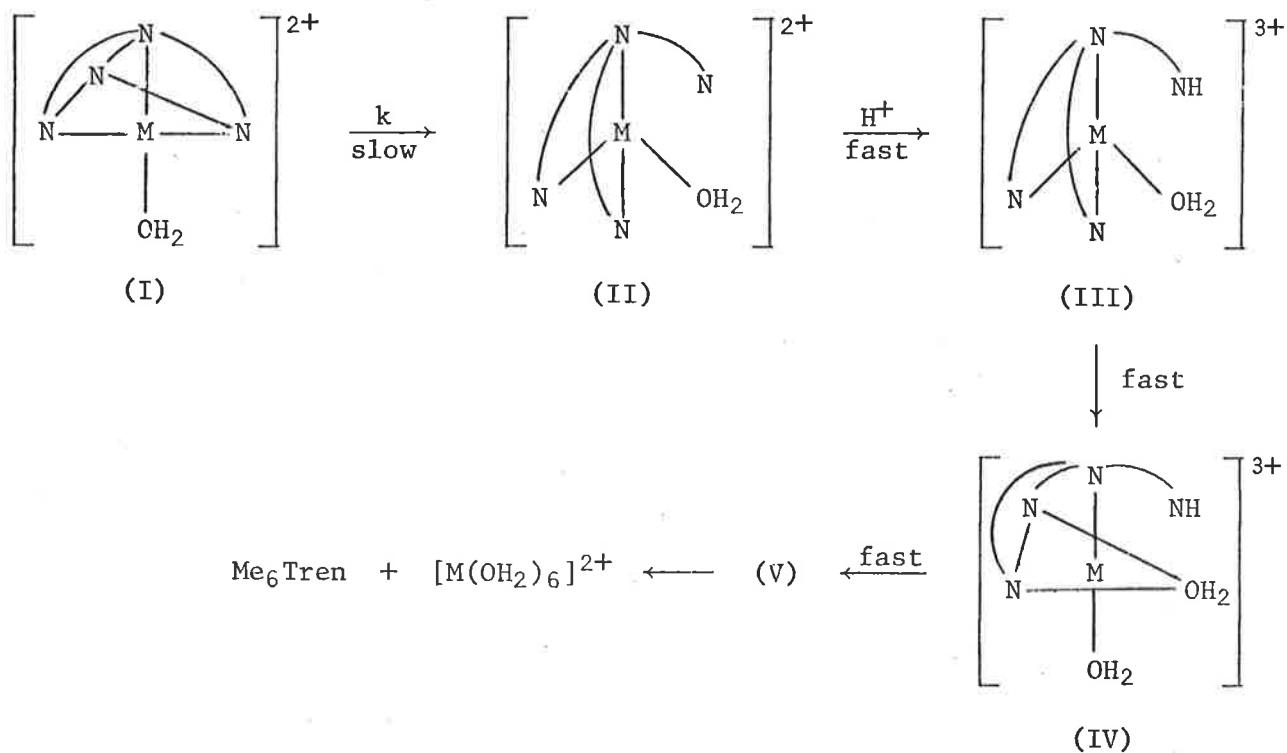 [ N N N M N OH₂ ]²⁺
(I)
k
slow
[ N N M N OH₂ N ]²⁺
(II)
H⁺
fast
[ N NH M N OH₂ N ]³⁺
(III)
fast
[ N N NH N M OH₂ OH₂ ]³⁺
(IV)
fast
(V)
Me₆Tren + [M(OH₂)₆]²⁺